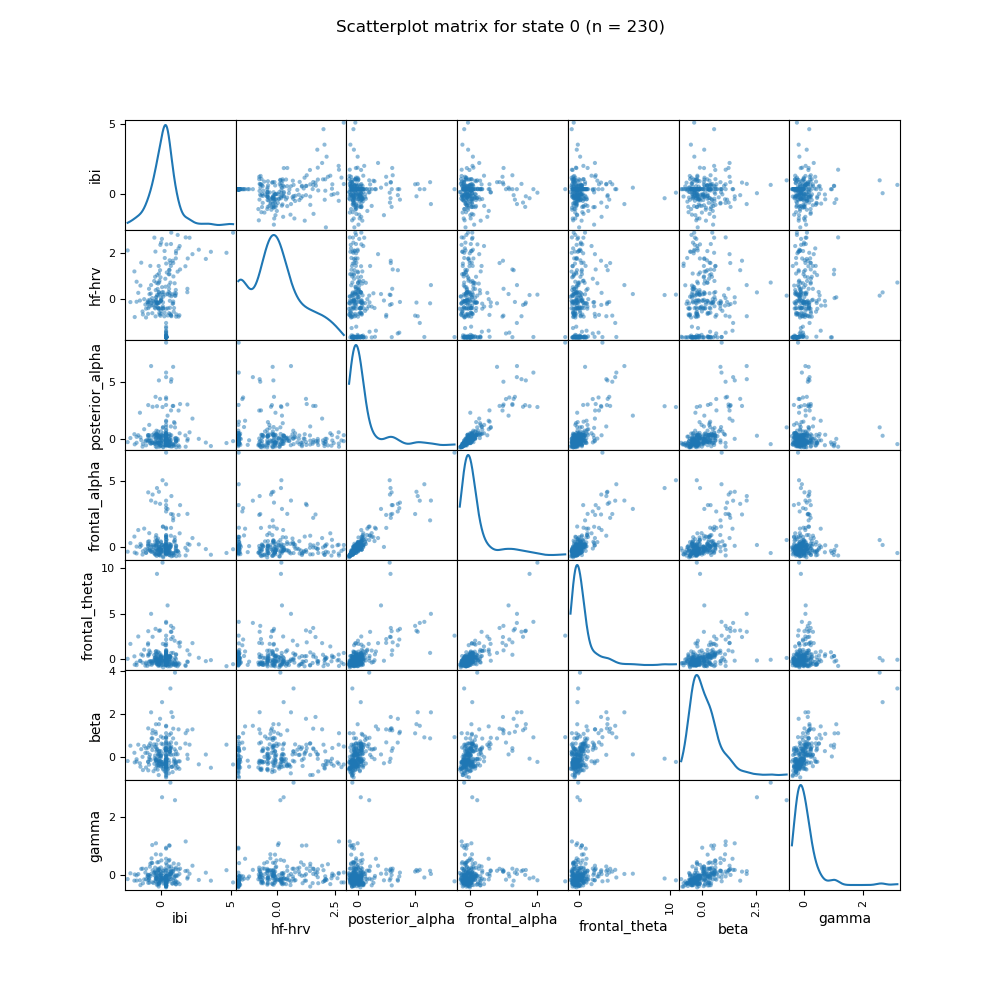 Scatterplot matrix for state 0 (n = 230)
ibi
5
0
hf-hrv
2
0
posterior_alpha
5
0
frontal_alpha
5
0
frontal_theta
10
5
0
beta
4
2
0
gamma
2
0
0 5
0.0 2.5
0 5
0 5
0 10
0.0 2.5
0 2
ibi
hf-hrv
posterior_alpha
frontal_alpha
frontal_theta
beta
gamma